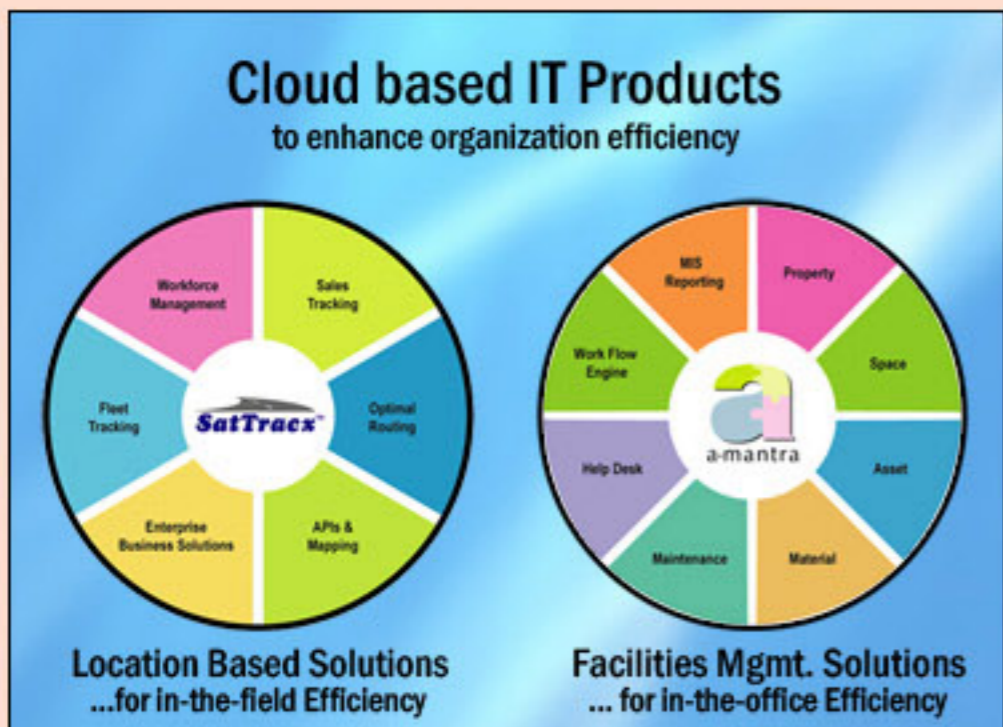 Cloud based IT Products
to enhance organization efficiency
Workforce
Management
Sales
Tracking
Optimal
Routing
APIs &
Mapping
Enterprise
Business Solutions
Fleet
Tracking
SatTracx™
Location Based Solutions
...for in-the-field Efficiency
MIS
Reporting
Property
Space
Asset
Material
Maintenance
Help Desk
Work Flow
Engine
a-mantra
Facilities Mgmt. Solutions
... for in-the-office Efficiency